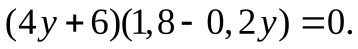 (4y + 6)(1,8 - 0, 2y) = 0.